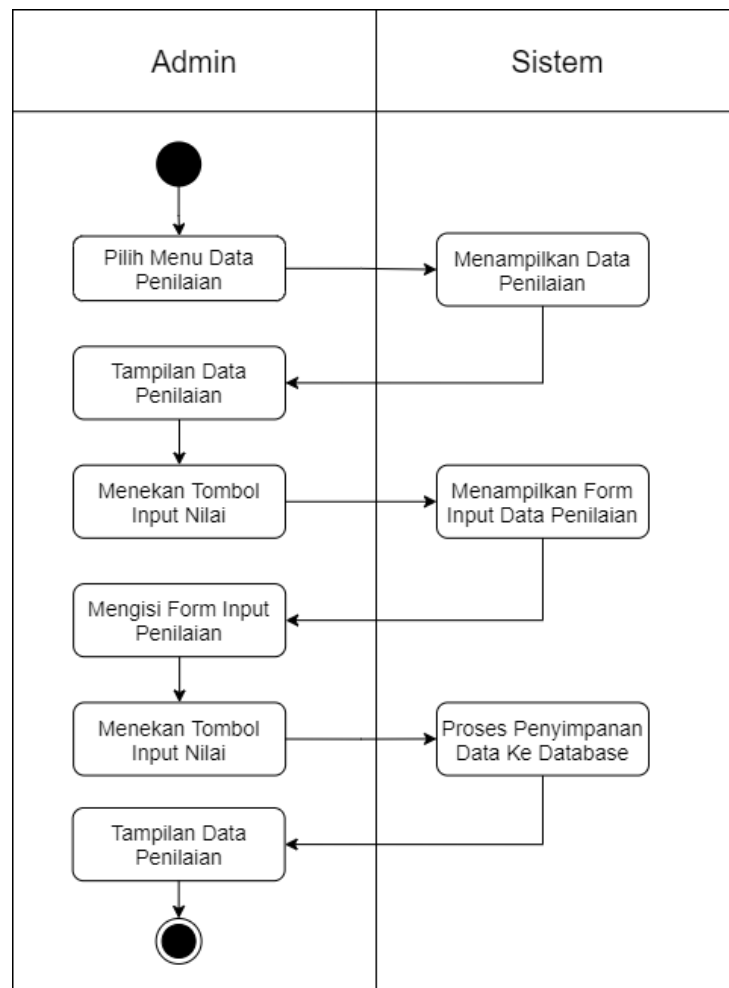 Admin
Sistem
Pilih Menu Data
Penilaian
Menampilkan Data
Penilaian
Tampilan Data
Penilaian
Menekan Tombol
Input Nilai
Menampilkan Form
Input Data Penilaian
Mengisi Form Input
Penilaian
Menekan Tombol
Input Nilai
Proses Penyimpanan
Data Ke Database
Tampilan Data
Penilaian